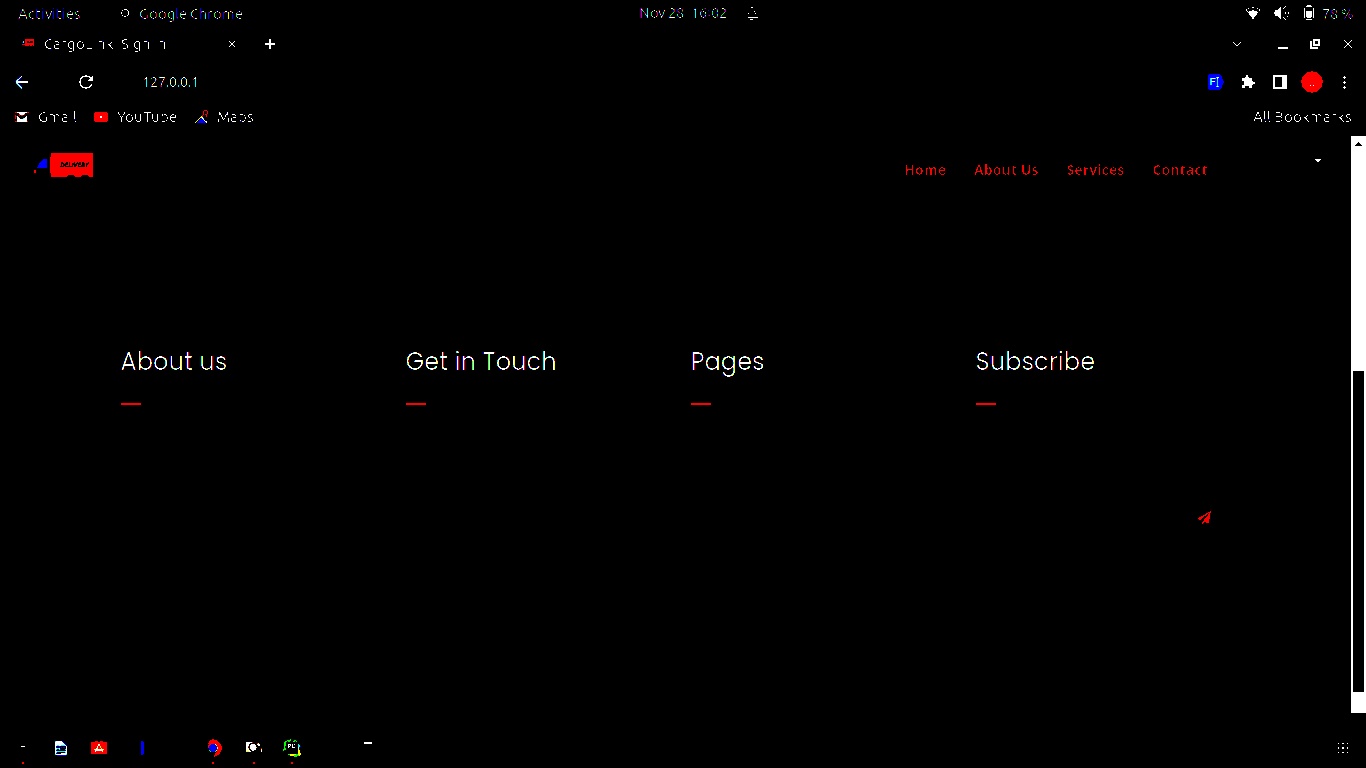 Activities Google Chrome Nov 28 16:02 78 %
CargoLink Sign In
127.0.0.1
Gmail YouTube Maps All Bookmarks
DELIVERY Home About Us Services Contact
About us Get in Touch Pages Subscribe